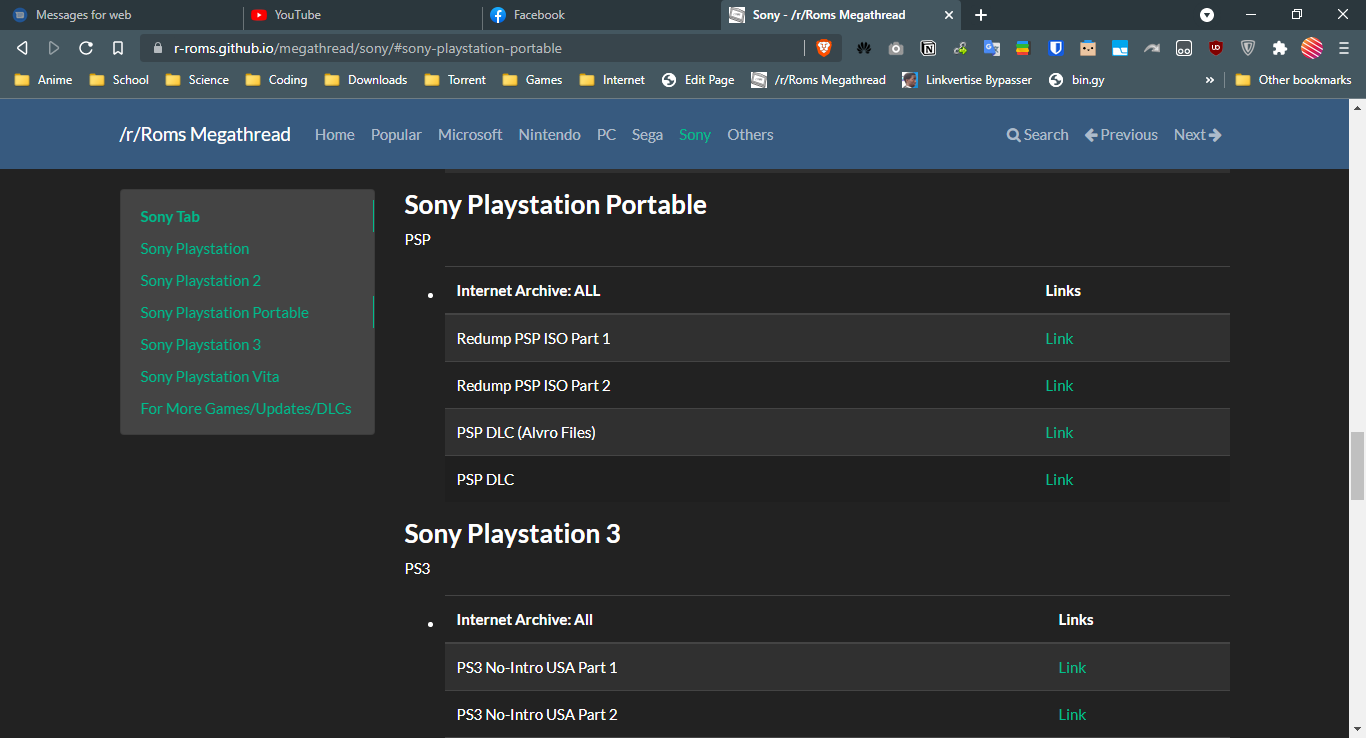 Messages for web
YouTube
Facebook
Sony - /r/Roms Megathread
r-roms.github.io/megathread/sony/#sony-playstation-portable
Anime
School
Science
Coding
Downloads
Torrent
Games
Internet
Edit Page
/r/Roms Megathread
Linkvertise Bypasser
bin.gy
»
Other bookmarks
/r/Roms Megathread
Home
Popular
Microsoft
Nintendo
PC
Sega
Sony
Others
Search
Previous
Next
Sony Tab
Sony Playstation
Sony Playstation 2
Sony Playstation Portable
Sony Playstation 3
Sony Playstation Vita
For More Games/Updates/DLCs
Sony Playstation Portable
PSP
Internet Archive: ALL Links
Redump PSP ISO Part 1 Link
Redump PSP ISO Part 2 Link
PSP DLC (Alvro Files) Link
PSP DLC Link
Sony Playstation 3
PS3
Internet Archive: All Links
PS3 No-Intro USA Part 1 Link
PS3 No-Intro USA Part 2 Link